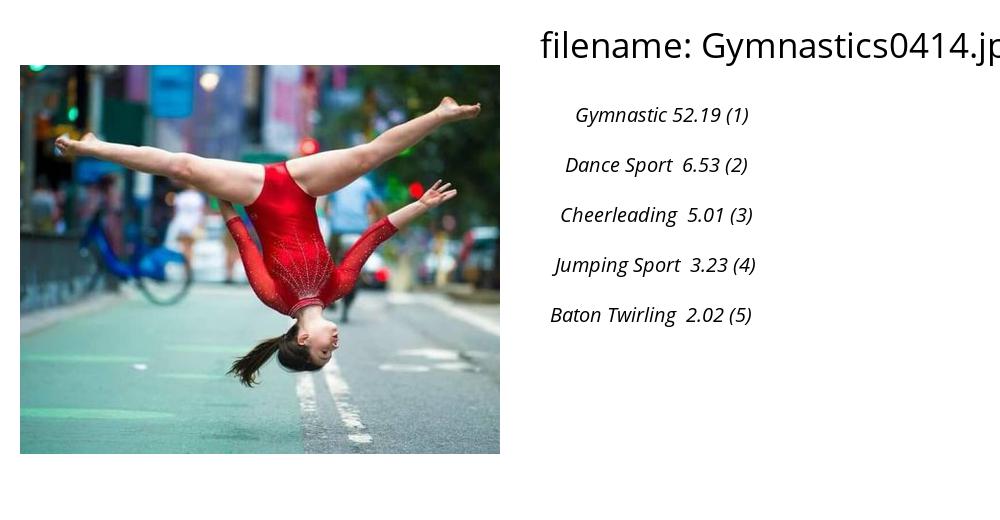 filename: Gymnastics0414.jp
Gymnastic 52.19 (1)
Dance Sport 6.53 (2)
Cheerleading 5.01 (3)
Jumping Sport 3.23 (4)
Baton Twirling 2.02 (5)